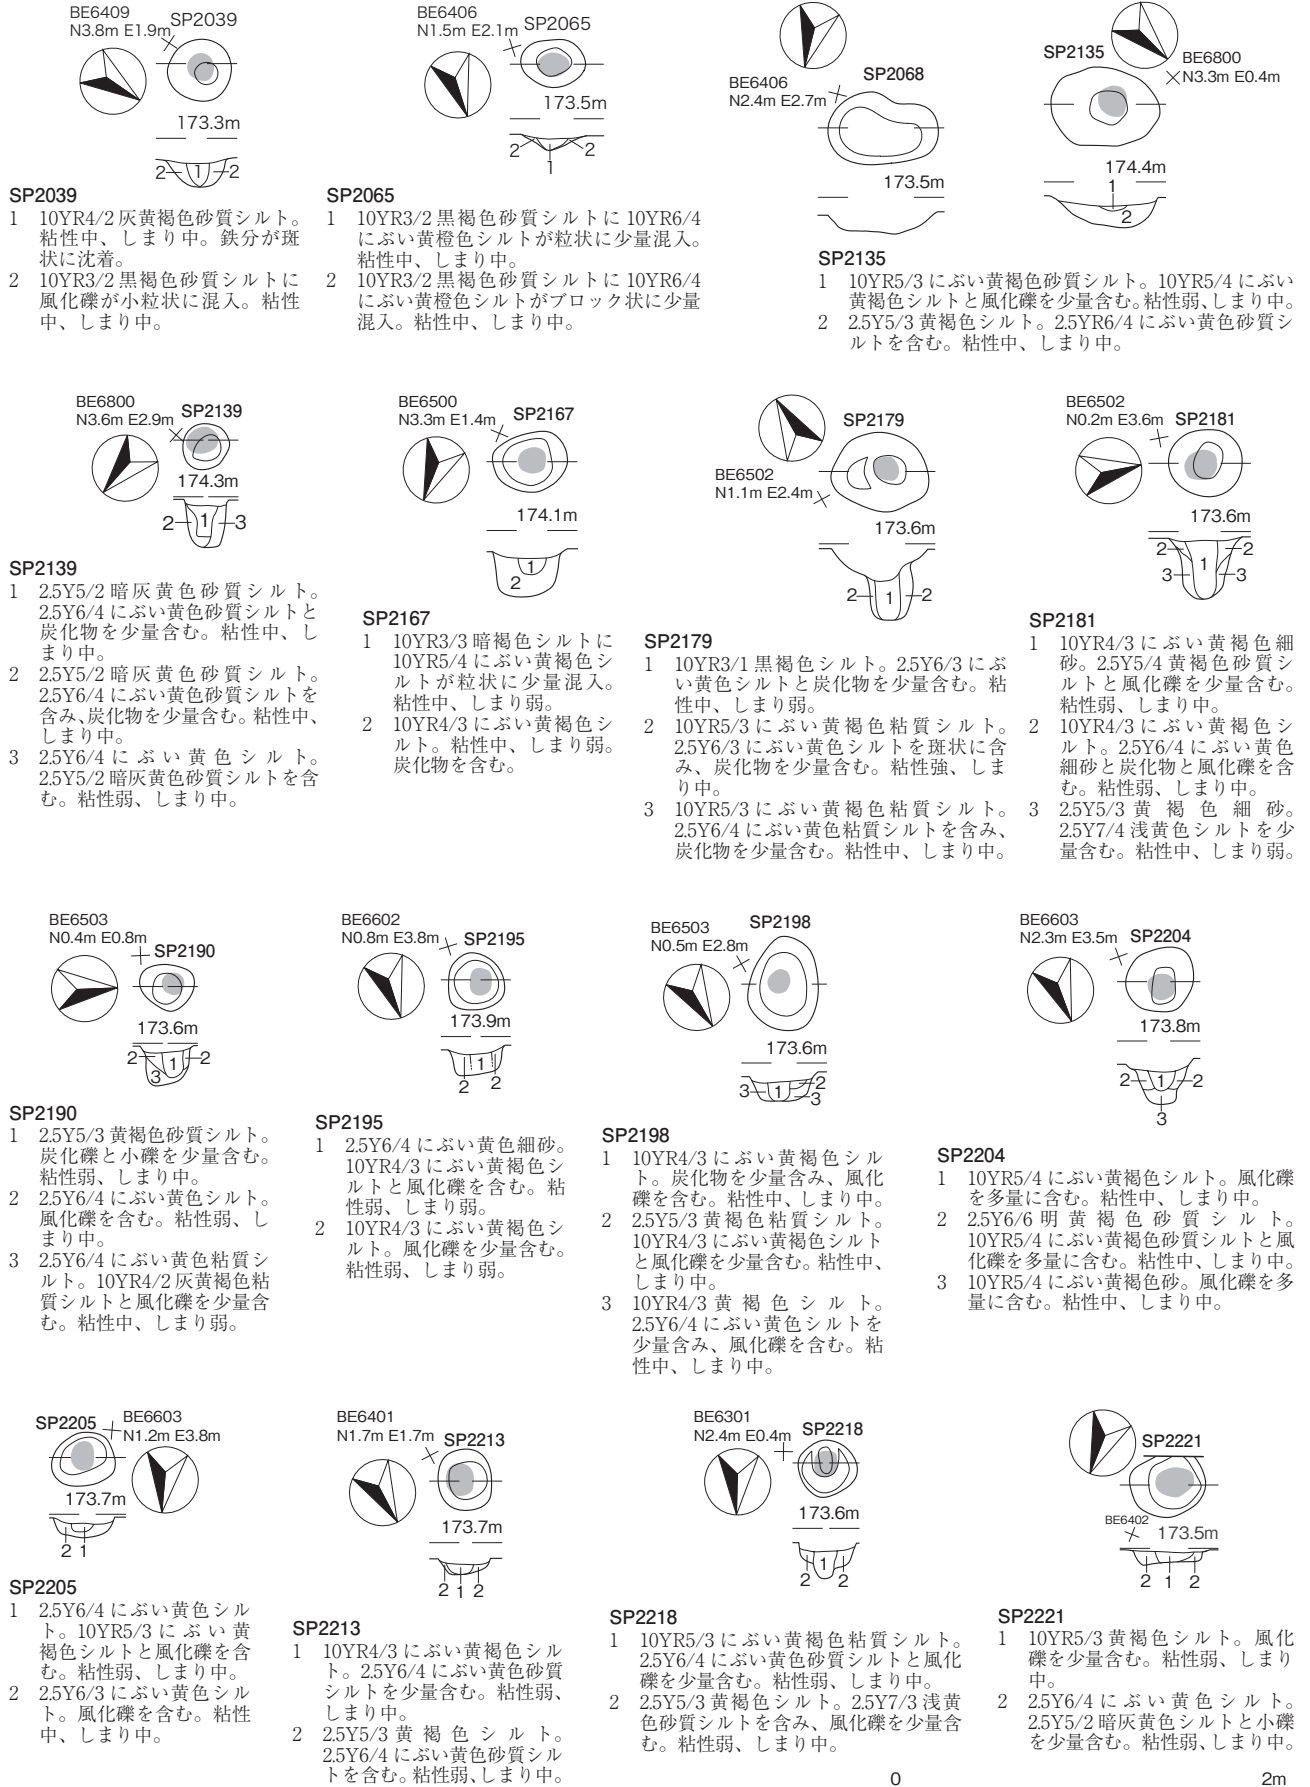 BE6409
N3.8m E1.9m
SP2039
173.3m
2 1 2
SP2039
1 10YR4/2 灰黄褐色砂質シルト。
粘性中、しまり中。鉄分が斑
状に沈着。
2 10YR3/2 黒褐色砂質シルトに
風化礫が小粒状に混入。粘性
中、しまり中。
BE6406
N1.5m E2.1m
SP2065
173.5m
2 2
1
SP2065
1 10YR3/2 黒褐色砂質シルトに 10YR6/4
にぶい黄橙色シルトが粒状に少量混入。
粘性中、しまり中。
2 10YR3/2 黒褐色砂質シルトに 10YR6/4
にぶい黄橙色シルトがブロック状に少量
混入。粘性中、しまり中。
BE6406
N2.4m E2.7m
SP2068
173.5m
SP2135
BE6800
N3.3m E0.4m
174.4m
1
2
SP2135
1 10YR5/3 にぶい黄褐色砂質シルト。10YR5/4 にぶい
黄褐色シルトと風化礫を少量含む。粘性弱、しまり中。
2 2.5Y5/3 黄褐色シルト。2.5YR6/4 にぶい黄色砂質シ
ルトを含む。粘性中、しまり中。
BE6800
N3.6m E2.9m
SP2139
174.3m
2 1 3
SP2139
1 2.5Y5/2 暗灰黄色砂質シルト。
2.5Y6/4 にぶい黄色砂質シルトと
炭化物を少量含む。粘性中、し
まり中。
2 2.5Y5/2 暗灰黄色砂質シルト。
2.5Y6/4 にぶい黄色砂質シルトを
含み、炭化物を少量含む。粘性中、
しまり中。
3 2.5Y6/4 にぶい黄色シルト。
2.5Y5/2 暗灰黄色砂質シルトを含
む。粘性弱、しまり中。
BE6500
N3.3m E1.4m
SP2167
174.1m
1
2
SP2167
1 10YR3/3 暗褐色シルトに
10YR5/4 にぶい黄褐色シ
ルトが粒状に少量混入。
粘性中、しまり弱。
2 10YR4/3 にぶい黄褐色シ
ルト。粘性中、しまり弱。
炭化物を含む。
SP2179
BE6502
N1.1m E2.4m
173.6m
2 1 2
SP2179
1 10YR3/1 黒褐色シルト。2.5Y6/3 にぶ
い黄色シルトと炭化物を少量含む。粘
性中、しまり弱。
2 10YR5/3 にぶい黄褐色粘質シルト。
2.5Y6/3 にぶい黄色シルトを斑状に含
み、炭化物を少量含む。粘性強、しま
り中。
3 10YR5/3 にぶい黄褐色粘質シルト。
2.5Y6/4 にぶい黄色粘質シルトを含み、
炭化物を少量含む。粘性中、しまり中。
BE6502
N0.2m E3.6m
SP2181
173.6m
2 2
1
3 3
SP2181
1 10YR4/3 にぶい黄褐色細
砂。2.5Y5/4 黄褐色砂質シ
ルトと風化礫を少量含む。
粘性弱、しまり中。
2 10YR4/3 にぶい黄褐色シ
ルト。2.5Y6/4 にぶい黄色
細砂と炭化物と風化礫を含
む。粘性弱、しまり中。
3 2.5Y5/3 黄褐色細砂。
2.5Y7/4 浅黄色シルトを少
量含む。粘性中、しまり弱。
BE6503
N0.4m E0.8m
SP2190
173.6m
2 1 2
3
SP2190
1 2.5Y5/3 黄褐色砂質シルト。
炭化礫と小礫を少量含む。
粘性弱、しまり中。
2 2.5Y6/4 にぶい黄色シルト。
風化礫を含む。粘性弱、し
まり中。
3 2.5Y6/4 にぶい黄色粘質シ
ルト。10YR4/2 灰黄褐色粘
質シルトと風化礫を少量含
む。粘性中、しまり弱。
BE6602
N0.8m E3.8m
SP2195
173.9m
1
2 2
SP2195
1 2.5Y6/4 にぶい黄色細砂。
10YR4/3 にぶい黄褐色シ
ルトと風化礫を含む。粘
性弱、しまり弱。
2 10YR4/3 にぶい黄褐色シ
ルト。風化礫を少量含む。
粘性弱、しまり弱。
BE6503
N0.5m E2.8m
SP2198
173.6m
3 1 2
3
SP2198
1 10YR4/3 にぶい黄褐色シル
ト。炭化物を少量含み、風化
礫を含む。粘性中、しまり中。
2 2.5Y5/3 黄褐色粘質シルト。
10YR4/3 にぶい黄褐色シルト
と風化礫を少量含む。粘性中、
しまり中。
3 10YR4/3 黄褐色シルト。
2.5Y6/4 にぶい黄色シルトを
少量含み、風化礫を含む。粘
性中、しまり中。
BE6603
N2.3m E3.5m
SP2204
173.8m
2 1 2
3
SP2204
1 10YR5/4 にぶい黄褐色シルト。風化礫
を多量に含む。粘性中、しまり中。
2 2.5Y6/6 明黄褐色砂質シルト。
10YR5/4 にぶい黄褐色砂質シルトと風
化礫を多量に含む。粘性中、しまり中。
3 10YR5/4 にぶい黄褐色砂。風化礫を多
量に含む。粘性中、しまり中。
SP2205
BE6603
N1.2m E3.8m
173.7m
2 1
SP2205
1 2.5Y6/4 にぶい黄色シル
ト。10YR5/3 にぶい黄
褐色シルトと風化礫を含
む。粘性弱、しまり中。
2 2.5Y6/3 にぶい黄色シル
ト。風化礫を含む。粘性
中、しまり中。
BE6401
N1.7m E1.7m
SP2213
173.7m
2 1 2
SP2213
1 10YR4/3 にぶい黄褐色シル
ト。2.5Y6/4 にぶい黄色砂質
シルトを少量含む。粘性弱、
しまり中。
2 2.5Y5/3 黄褐色シルト。
2.5Y6/4 にぶい黄色砂質シル
トを含む。粘性弱、しまり中。
BE6301
N2.4m E0.4m
SP2218
173.6m
1
2 2
SP2218
1 10YR5/3 にぶい黄褐色粘質シルト。
2.5Y6/4 にぶい黄色砂質シルトと風化
礫を少量含む。粘性弱、しまり中。
2 2.5Y5/3 黄褐色シルト。2.5Y7/3 浅黄
色砂質シルトを含み、風化礫を少量含
む。粘性弱、しまり中。
SP2221
BE6402
173.5m
2 1 2
SP2221
1 10YR5/3 黄褐色シルト。風化
礫を少量含む。粘性弱、しまり
中。
2 2.5Y6/4 にぶい黄色シルト。
2.5Y5/2 暗灰黄色シルトと小礫
を少量含む。粘性弱、しまり中。
0 2m